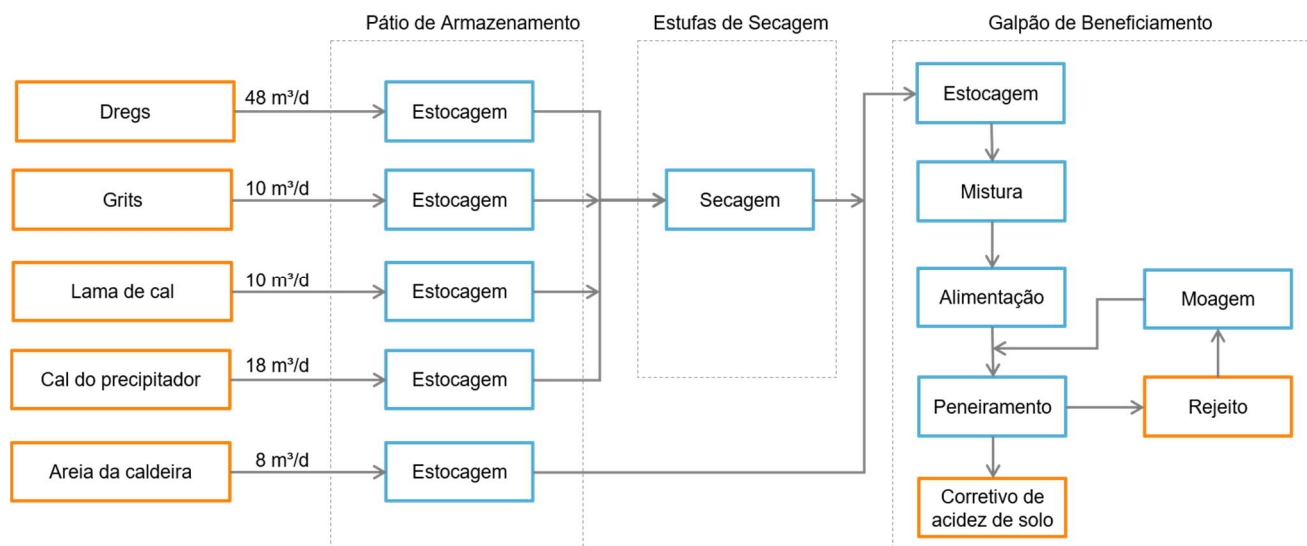 Pátio de Armazenamento
Estufas de Secagem
Galpão de Beneficiamento
Dregs
48 m³/d
Estocagem
Grits
10 m³/d
Estocagem
Lama de cal
10 m³/d
Estocagem
Cal do precipitador
18 m³/d
Estocagem
Areia da caldeira
8 m³/d
Estocagem
Secagem
Estocagem
Mistura
Alimentação
Moagem
Peneiramento
Rejeito
Corretivo de
acidez de solo